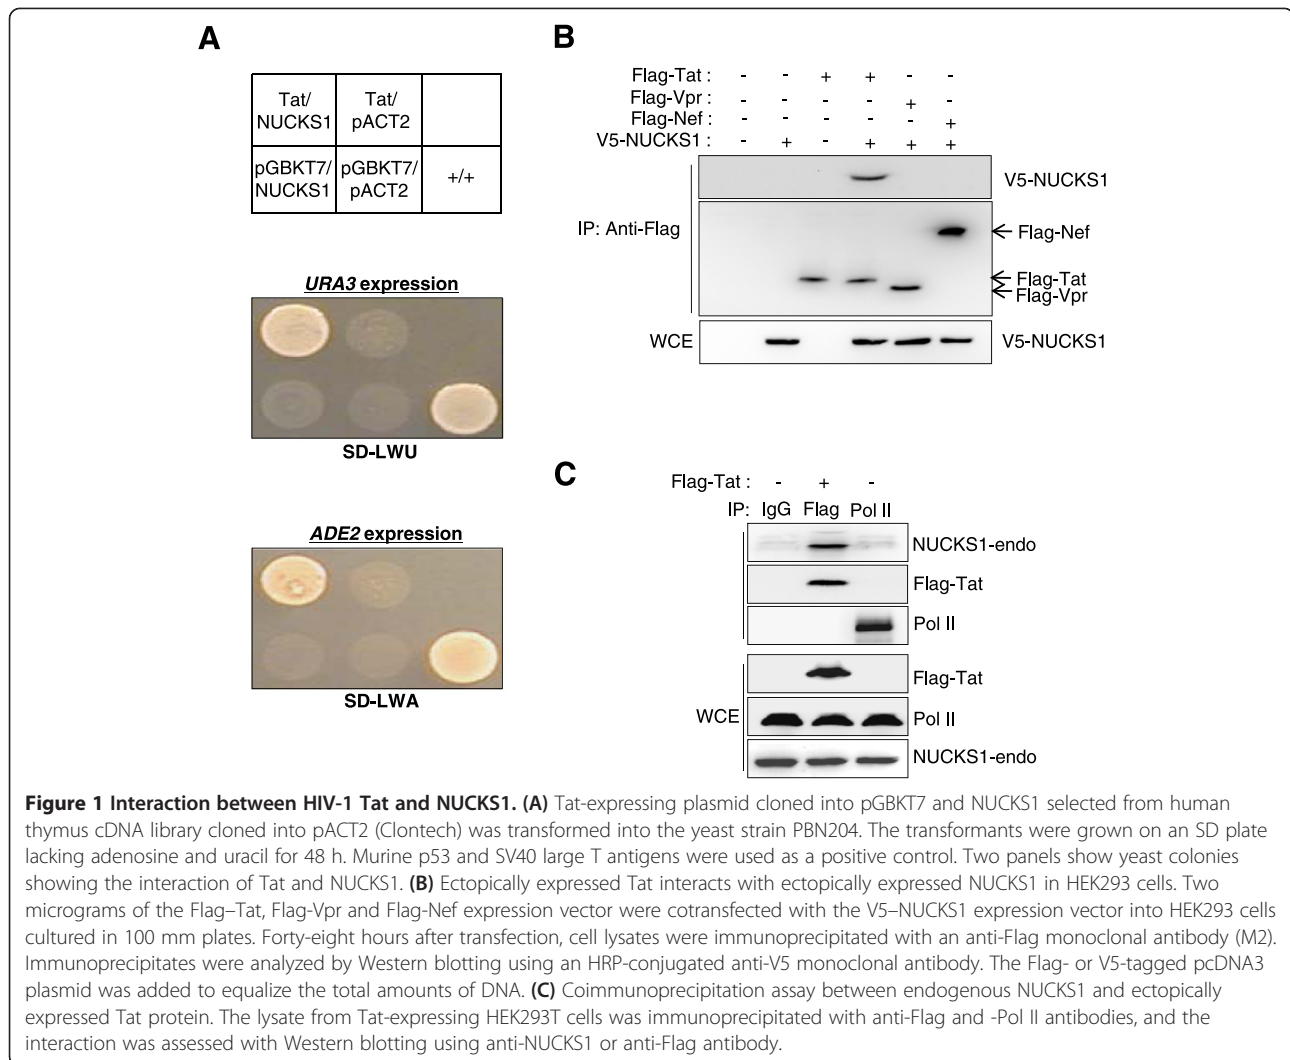 A
Tat/
NUCKS1
Tat/
pACT2
pGBKT7/
NUCKS1
pGBKT7/
pACT2
+/+
URA3 expression
SD-LWU
ADE2 expression
SD-LWA
B
Flag-Tat : - - + + - -
Flag-Vpr : - - - - + -
Flag-Nef : - - - - - +
V5-NUCKS1 : - + - + + +
V5-NUCKS1
IP: Anti-Flag
Flag-Nef
Flag-Tat
Flag-Vpr
WCE
V5-NUCKS1
C
Flag-Tat : - + -
IP: IgG Flag Pol II
NUCKS1-endo
Flag-Tat
Pol II
Flag-Tat
WCE
Pol II
NUCKS1-endo
Figure 1 Interaction between HIV-1 Tat and NUCKS1. (A) Tat-expressing plasmid cloned into pGBKT7 and NUCKS1 selected from human
thymus cDNA library cloned into pACT2 (Clontech) was transformed into the yeast strain PBN204. The transformants were grown on an SD plate
lacking adenosine and uracil for 48 h. Murine p53 and SV40 large T antigens were used as a positive control. Two panels show yeast colonies
showing the interaction of Tat and NUCKS1. (B) Ectopically expressed Tat interacts with ectopically expressed NUCKS1 in HEK293 cells. Two
micrograms of the Flag–Tat, Flag-Vpr and Flag-Nef expression vector were cotransfected with the V5–NUCKS1 expression vector into HEK293 cells
cultured in 100 mm plates. Forty-eight hours after transfection, cell lysates were immunoprecipitated with an anti-Flag monoclonal antibody (M2).
Immunoprecipitates were analyzed by Western blotting using an HRP-conjugated anti-V5 monoclonal antibody. The Flag- or V5-tagged pcDNA3
plasmid was added to equalize the total amounts of DNA. (C) Coimmunoprecipitation assay between endogenous NUCKS1 and ectopically
expressed Tat protein. The lysate from Tat-expressing HEK293T cells was immunoprecipitated with anti-Flag and -Pol II antibodies, and the
interaction was assessed with Western blotting using anti-NUCKS1 or anti-Flag antibody.